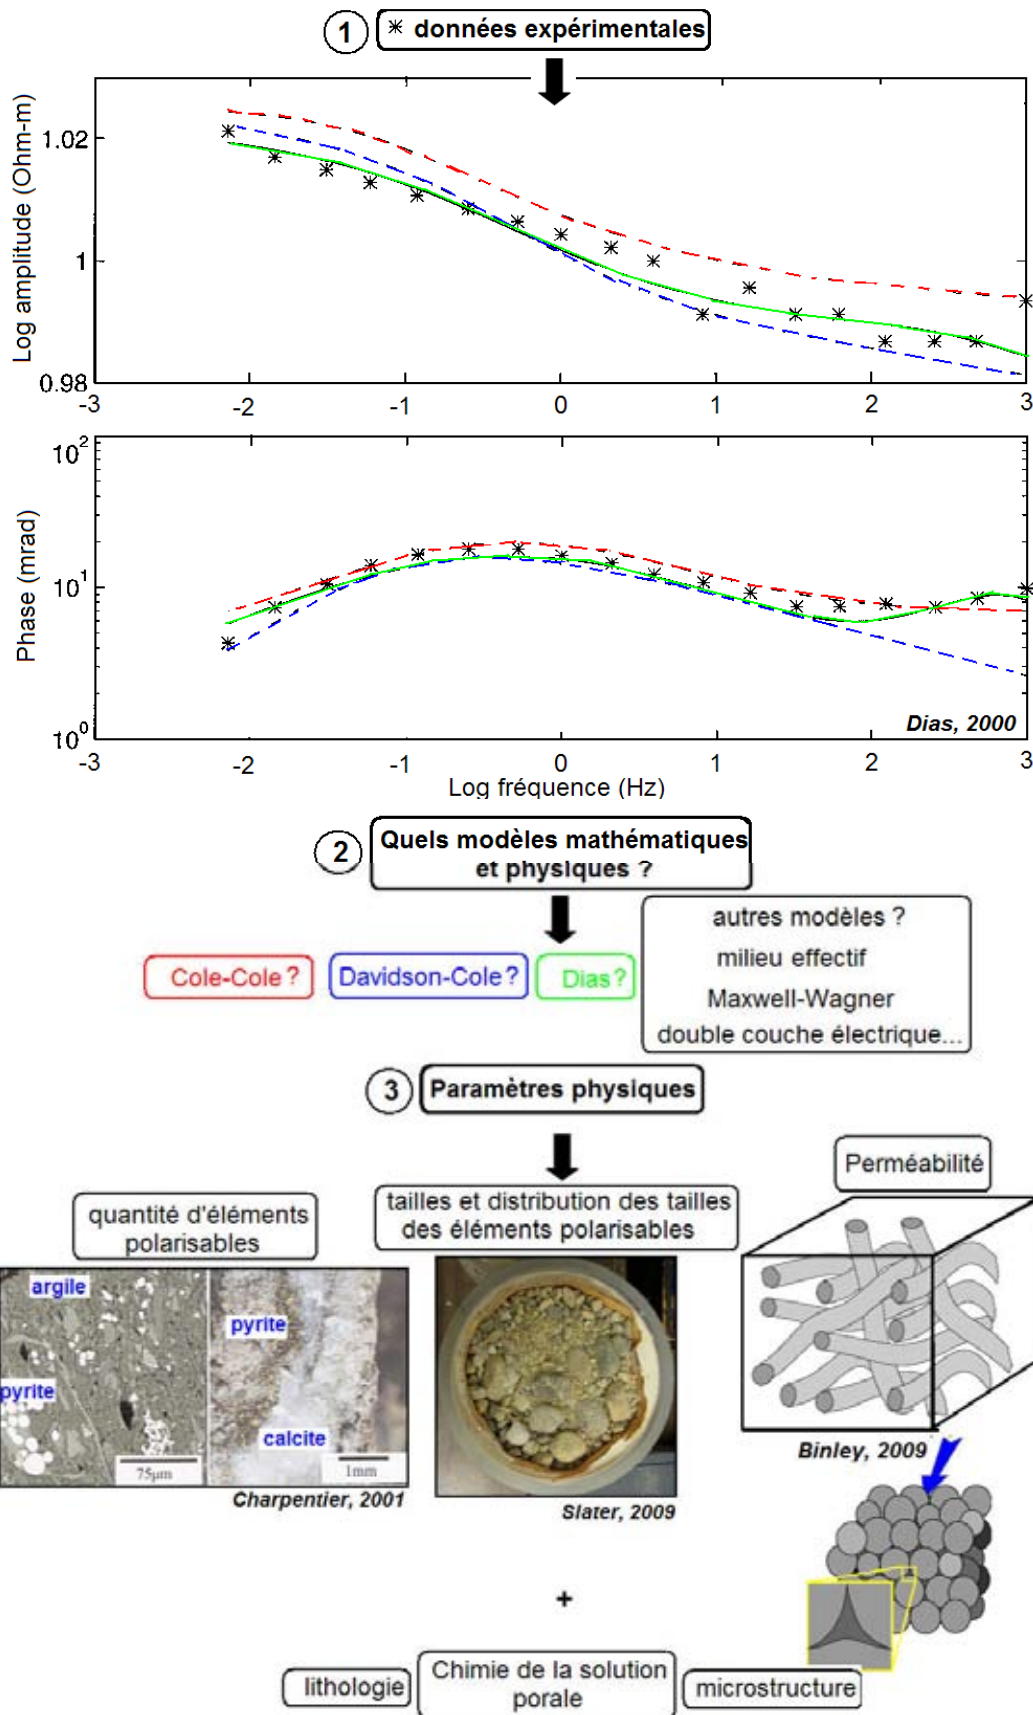 1
* données expérimentales
Log amplitude (Ohm-m)
1.02
1
0.98
-3
-2
-1
0
1
2
3
Phase (mrad)
10²
10¹
10⁰
Dias, 2000
-3
-2
-1
0
1
2
3
Log fréquence (Hz)
2
Quels modèles mathématiques
et physiques ?
Cole-Cole ?
Davidson-Cole ?
Dias ?
autres modèles ?
milieu effectif
Maxwell-Wagner
double couche électrique...
3
Paramètres physiques
quantité d'éléments
polarisables
tailles et distribution des tailles
des éléments polarisables
Perméabilité
argile
pyrite
75µm
pyrite
calcite
1mm
Charpentier, 2001
Slater, 2009
Binley, 2009
+
lithologie
Chimie de la solution
porale
microstructure